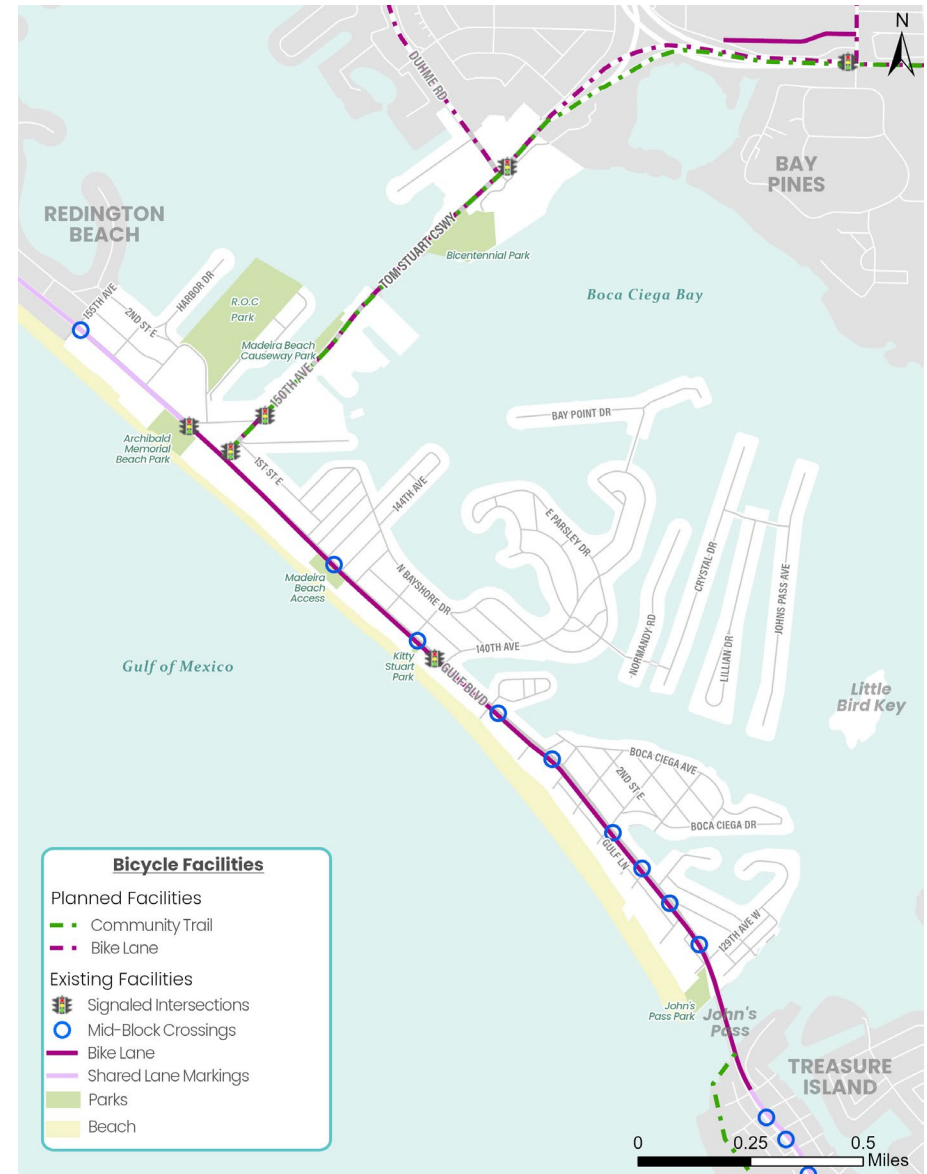 N
DUHME RD
BAY
PINES
REDINGTON
BEACH
TOM STUART CSWY
Bicentennial Park
155TH AVE
2ND ST E
HARBOR DR
R.O.C
Park
Boca Ciega Bay
Madeira Beach
Causeway Park
150TH AVE
BAY POINT DR
Archibald
Memorial
Beach Park
1ST ST E
144TH AVE
E PARSLEY DR
CRYSTAL DR
JOHNS PASS AVE
Madeira
Beach
Access
N BAYSHORE DR
NORMANDY RD
LILLIAN DR
140TH AVE
Kitty
Stuart
Park
GULF BLVD
Gulf of Mexico
Little
Bird Key
BOCA CIEGA AVE
2ND ST E
BOCA CIEGA DR
GULF LN
129TH AVE W
John's
Pass Park
John's
Pass
TREASURE
ISLAND
Bicycle Facilities
Planned Facilities
Community Trail
Bike Lane
Existing Facilities
Signaled Intersections
Mid-Block Crossings
Bike Lane
Shared Lane Markings
Parks
Beach
0 0.25 0.5
Miles